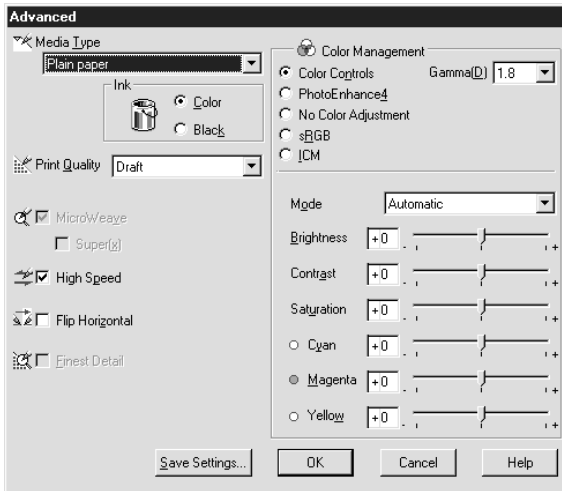 Advanced
Media Type
Plain paper
Ink
Color
Black
Print Quality
Draft
MicroWeave
Super(x)
High Speed
Flip Horizontal
Finest Detail
Color Management
Color Controls
Gamma(D)
1.8
PhotoEnhance4
No Color Adjustment
sRGB
ICM
Mode
Automatic
Brightness
+0
- +
Contrast
+0
- +
Saturation
+0
- +
Cyan
+0
- +
Magenta
+0
- +
Yellow
+0
- +
Save Settings...
OK
Cancel
Help